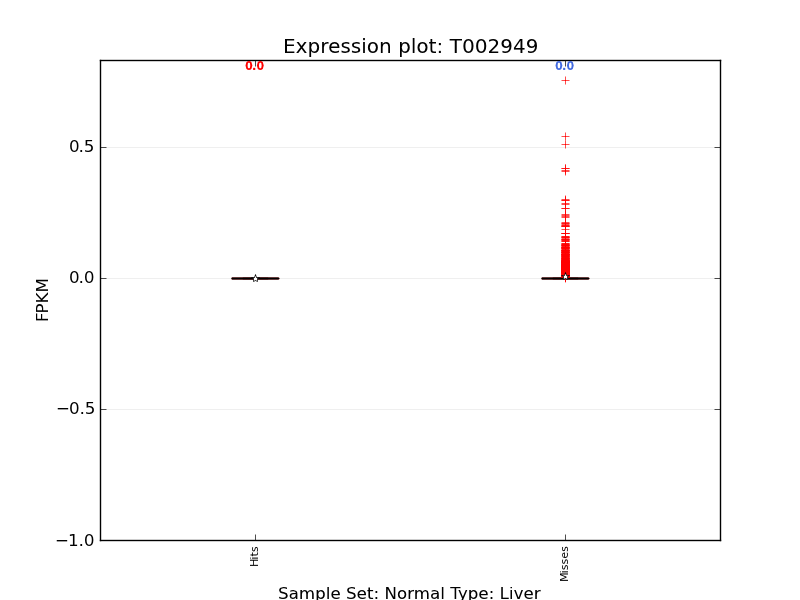 Expression plot: T002949
0.0
0.0
0.5
0.0
−0.5
−1.0
FPKM
Hits
Misses
Sample Set: Normal Type: Liver